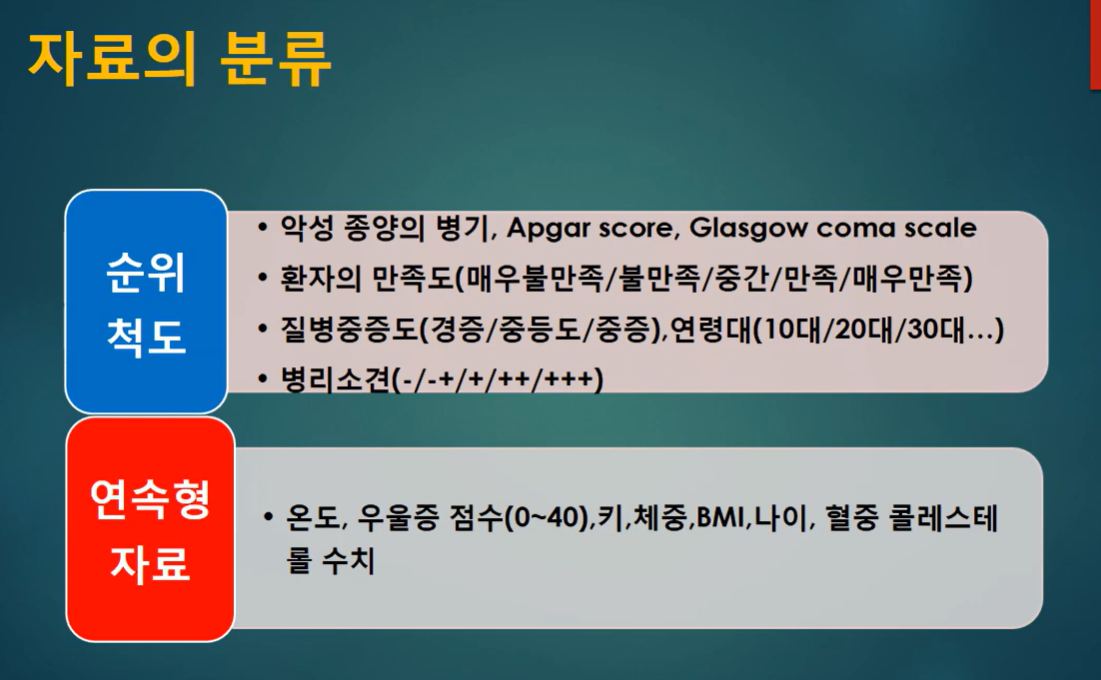 자료의 분류
순위
척도
• 악성 종양의 병기, Apgar score, Glasgow coma scale
• 환자의 만족도(매우불만족/불만족/중간/만족/매우만족)
• 질병중증도(경증/중등도/중증),연령대(10대/20대/30대...)
• 병리소견(-/-+/+/++/+++)
연속형
자료
• 온도, 우울증 점수(0~40),키,체중,BMI,나이, 혈중 콜레스테
롤 수치